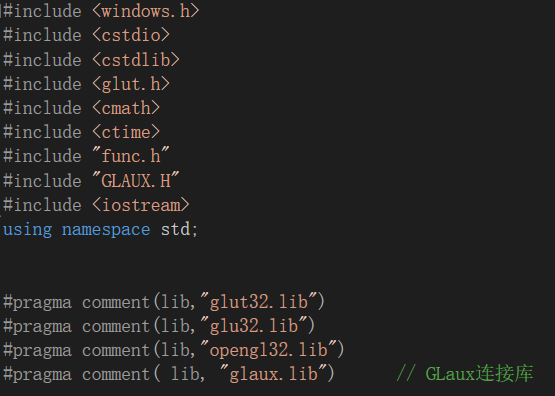 #include <windows.h>
#include <cstdio>
#include <cstdlib>
#include <glut.h>
#include <cmath>
#include <ctime>
#include "func.h"
#include "GLAUX.H"
#include <iostream>
using namespace std;
#pragma comment(lib,"glut32.lib")
#pragma comment(lib,"glu32.lib")
#pragma comment(lib,"opengl32.lib")
#pragma comment( lib, "glaux.lib") // GLaux连接库